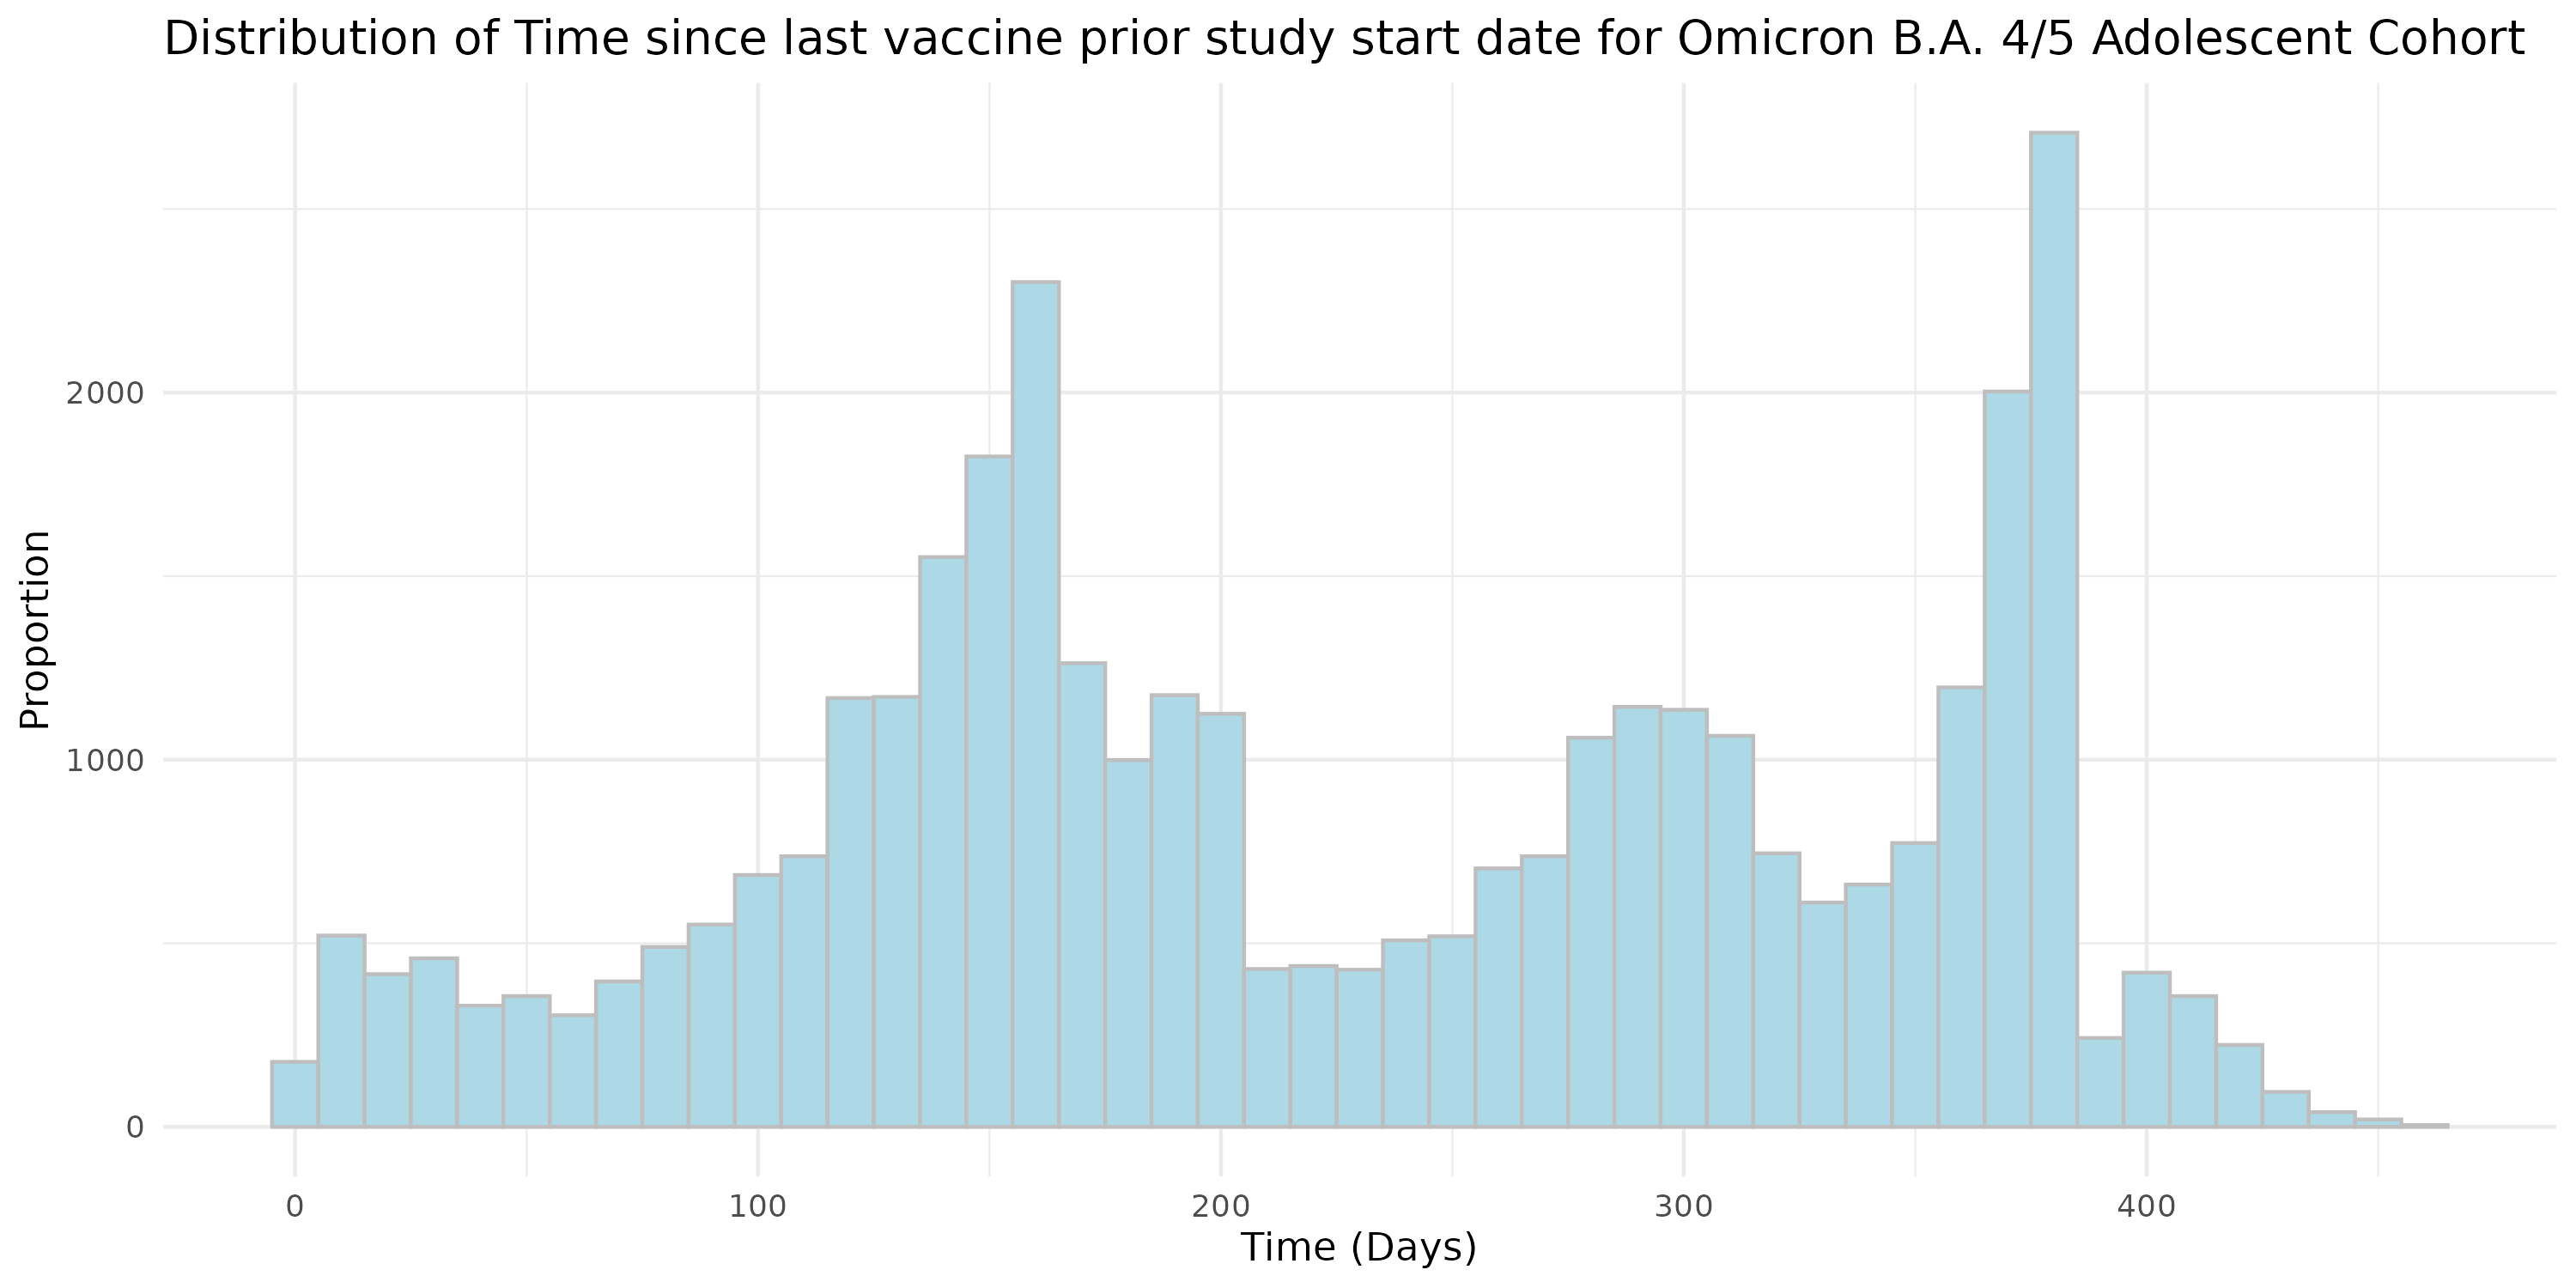 Distribution of Time since last vaccine prior study start date for Omicron B.A. 4/5 Adolescent Cohort
Proportion
2000
1000
0
0 100 200 300 400
Time (Days)